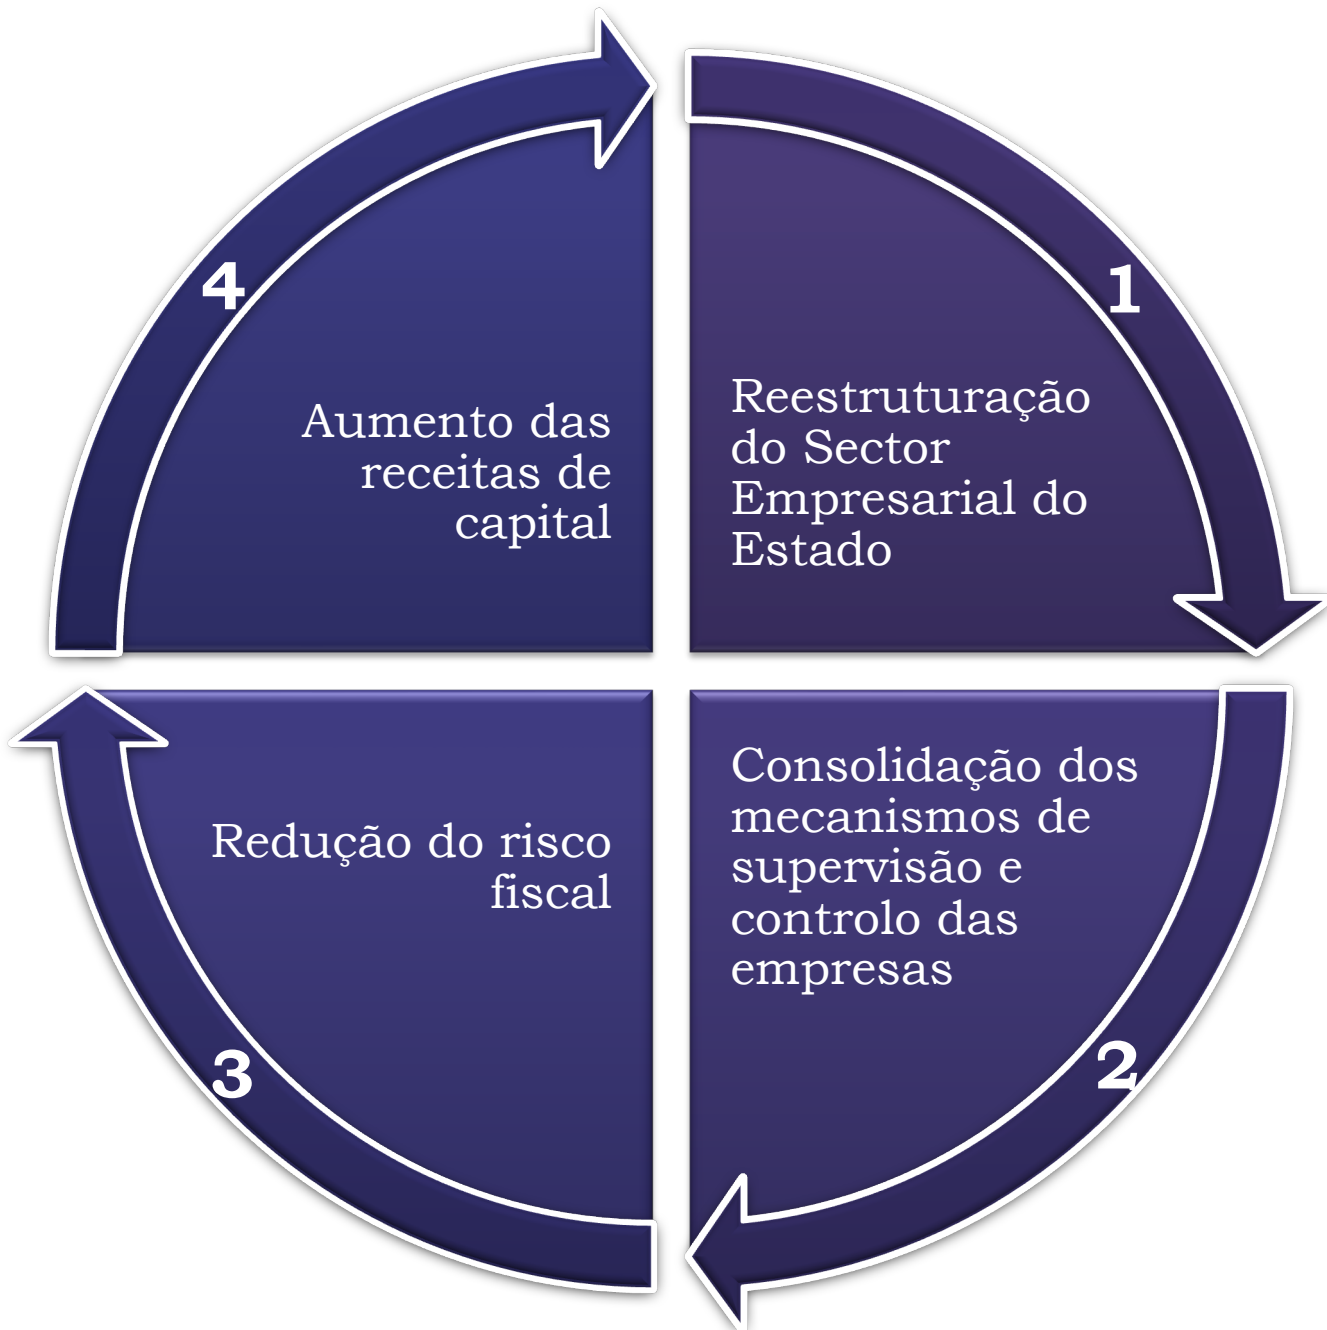 1
Reestruturação
do Sector
Empresarial do
Estado
2
Consolidação dos
mecanismos de
supervisão e
controlo das
empresas
3
Redução do risco
fiscal
4
Aumento das
receitas de
capital